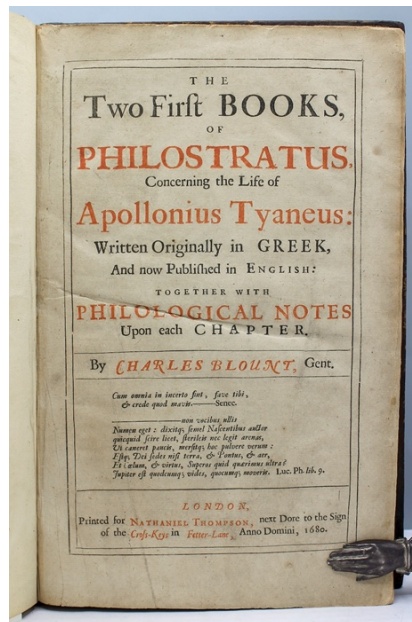 THE
Two Firſt BOOKS,
OF
PHILOSTRATUS,
Concerning the Life of
Apollonius Tyaneus:
Written Originally in GREEK,
And now Publiſhed in ENGLISH:
TOGETHER WITH
PHILOLOGICAL NOTES
Upon each CHAPTER.
By CHARLES BLOUNT, Gent.
Cum omnia in incerto ſint, fave tibi,
& crede quod mavis.——Senec.
——————non vocibus ullis
Numen eget: dixitq; ſemel Naſcentibus auctor
quicquid ſcire licet, ſterileis nec legit arenas,
Ut caneret paucis, merſitq; hoc pulvere verum:
Eſtq; Dei ſedes niſi terra, & Pontus, & aer,
Et cœlum, & virtus, Superos quid quærimus ultra?
Jupiter eſt quodcumq; vides, quocumq; moveris. Luc. Ph. lib. 9.
LONDON,
Printed for NATHANIEL THOMPSON, next Dore to the Sign
of the Croſs-Keys in Fetter-Lane, Anno Domini, 1680.